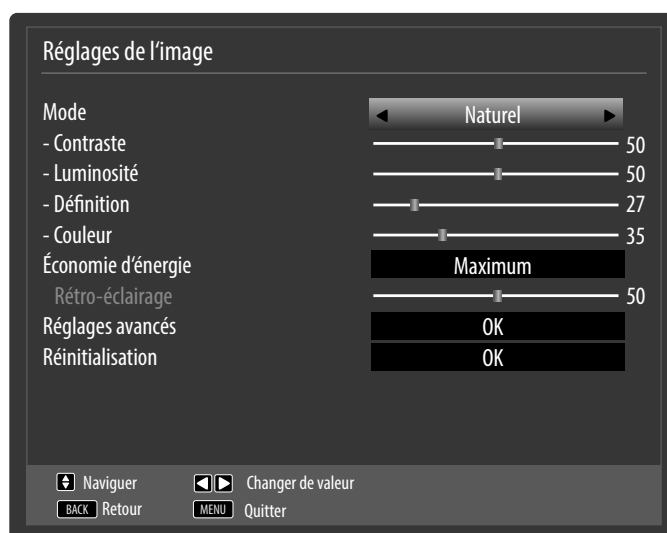 Réglages de l‘image
Mode Naturel
- Contraste 50
- Luminosité 50
- Définition 27
- Couleur 35
Économie d‘énergie Maximum
Rétro-éclairage 50
Réglages avancés OK
Réinitialisation OK
Naviguer Changer de valeur
BACK Retour MENU Quitter